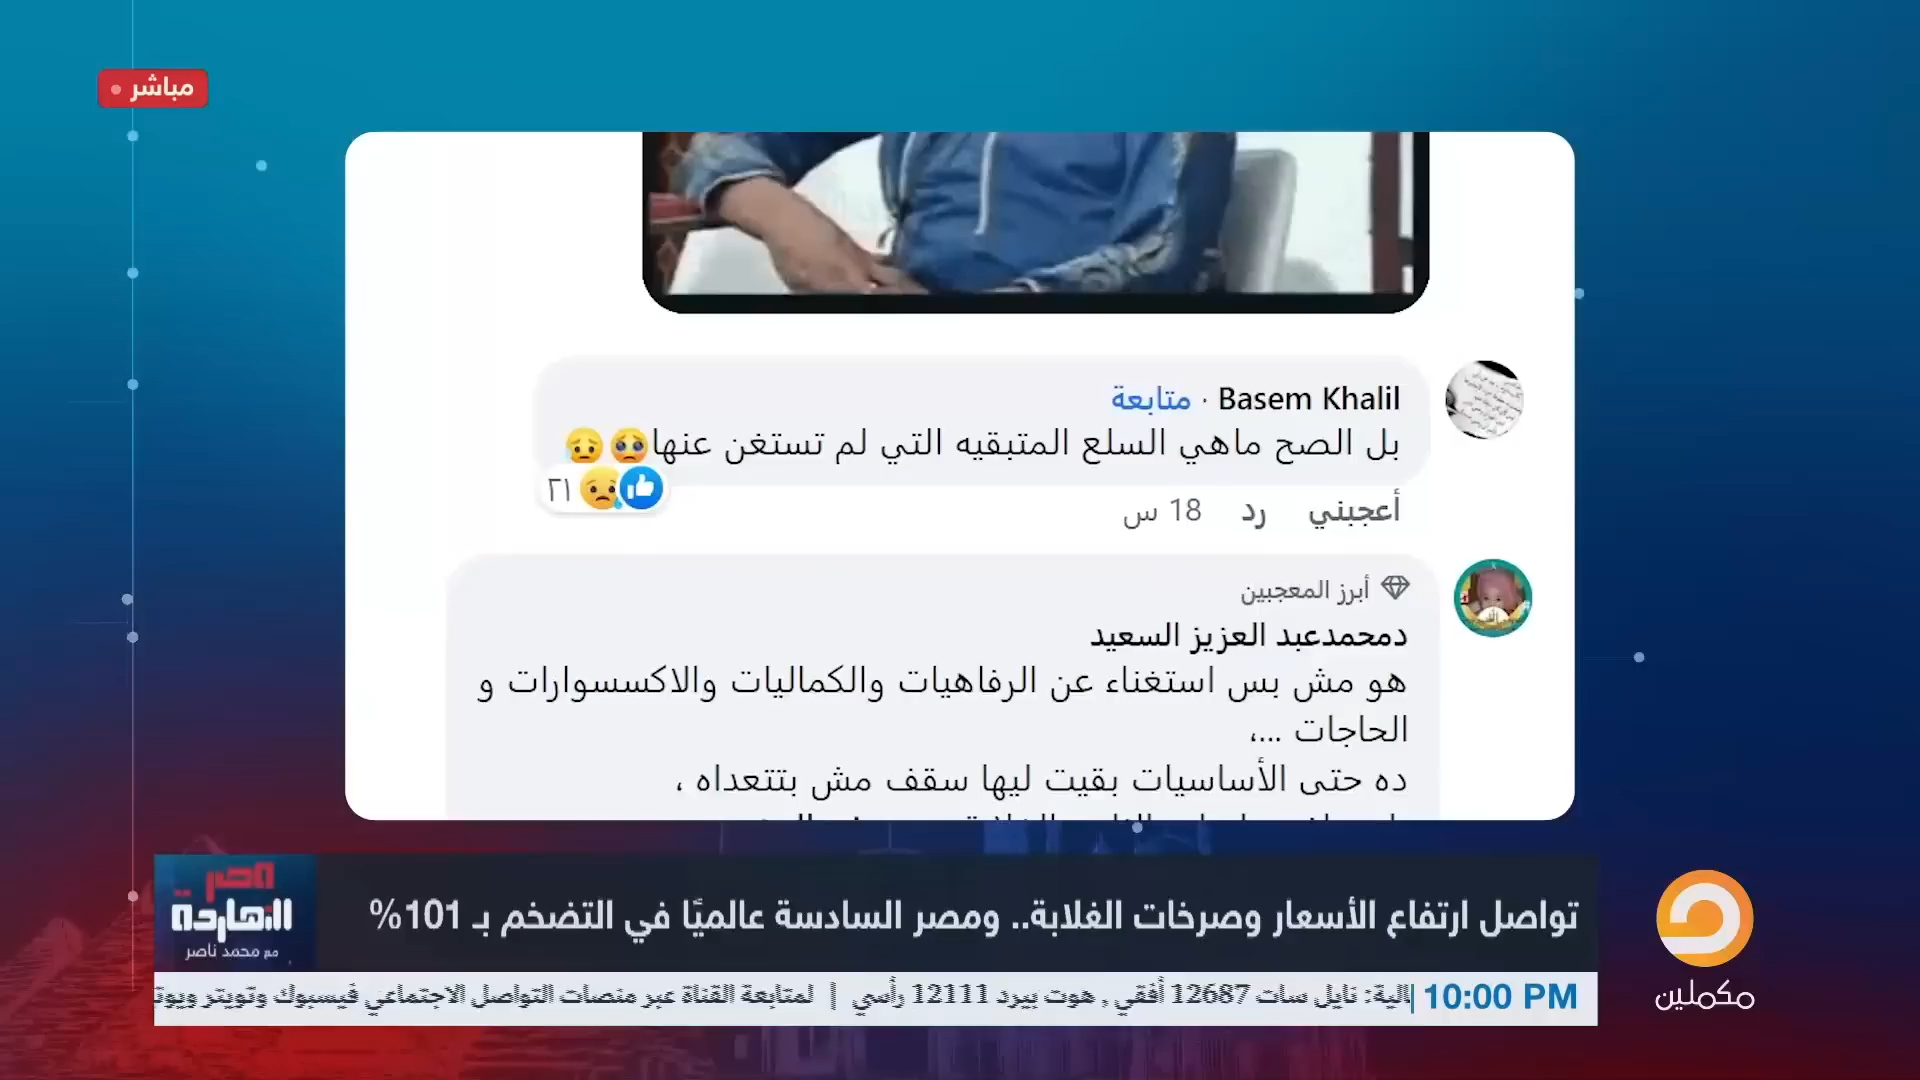 مباشر
Basem Khalil · متابعة
بل الصح ماهي السلع المتبقيه التي لم تستغن عنها🥺😥
٢١
أعجبني رد 18 س
أبرز المعجبين
دمحمدعبد العزيز السعيد
هو مش بس استغناء عن الرفاهيات والكماليات والاكسسوارات و
الحاجات ...،
ده حتى الأساسيات بقيت ليها سقف مش بتتعداه ،
مصر
النهاردة
مع محمد ناصر
تواصل ارتفاع الأسعار وصرخات الغلابة.. ومصر السادسة عالميًا في التضخم بـ 101%
10:00 PM
الية: نايل سات 12687 أفقي , هوت بيرد 12111 رأسي | لمتابعة القناة عبر منصات التواصل الاجتماعي فيسبوك وتويتر
مكملين